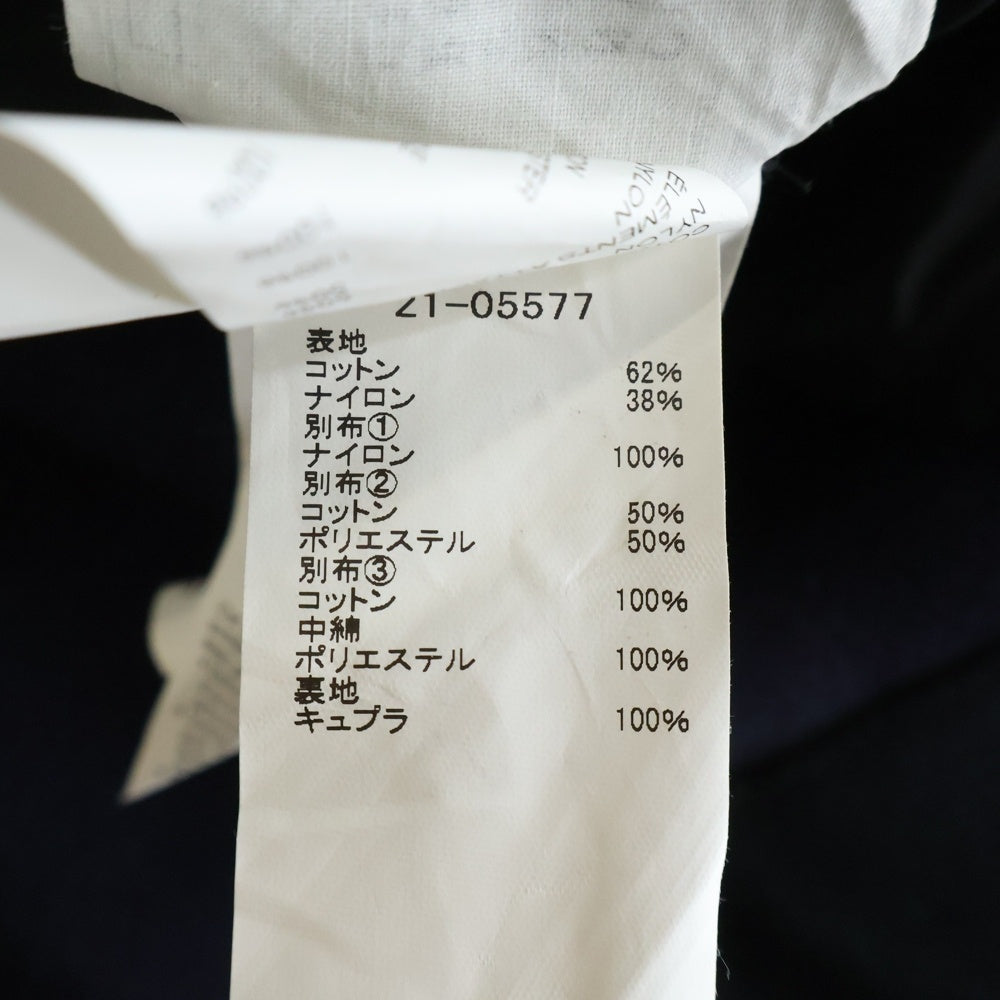 NYLON
ELEMENT
NYLON
21-05577
表地
コットン 62%
ナイロン 38%
別布①
ナイロン 100%
別布②
コットン 50%
ポリエステル 50%
別布③
コットン 100%
中綿
ポリエステル 100%
裏地
キュプラ 100%